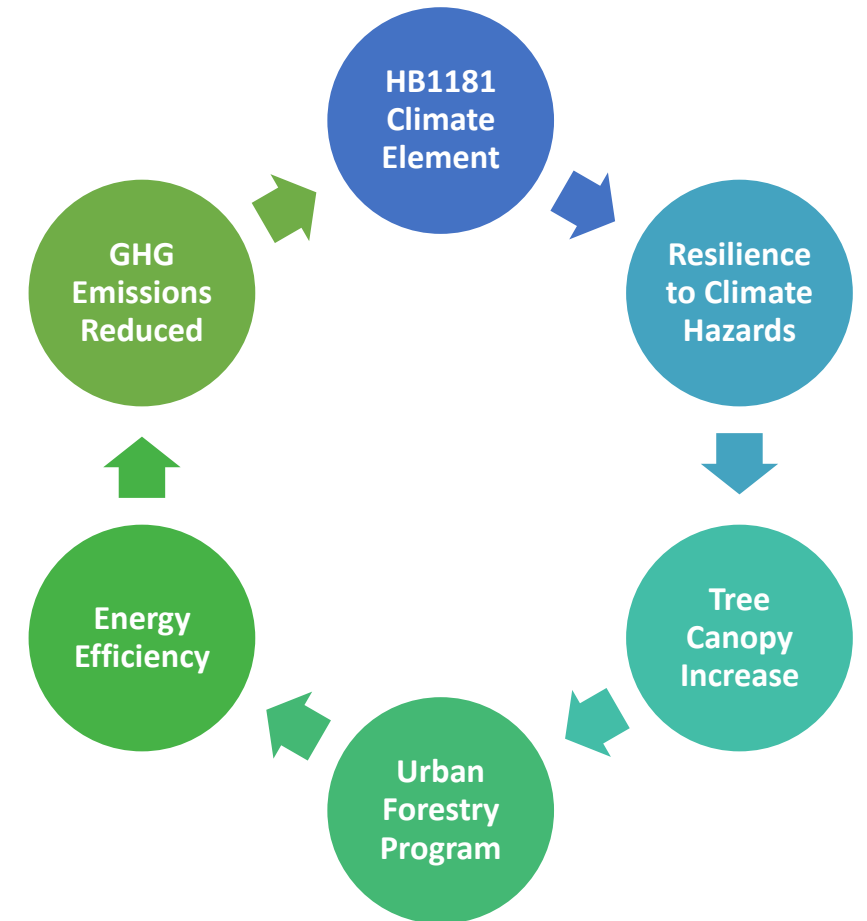 HB1181
Climate
Element
Resilience
to Climate
Hazards
Tree
Canopy
Increase
Urban
Forestry
Program
Energy
Efficiency
GHG
Emissions
Reduced